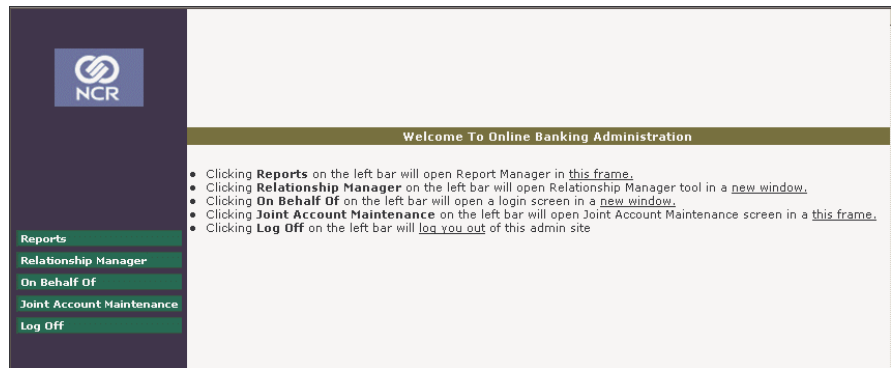 NCR
Welcome To Online Banking Administration
Clicking Reports on the left bar will open Report Manager in this frame.
Clicking Relationship Manager on the left bar will open Relationship Manager tool in a new window.
Clicking On Behalf Of on the left bar will open a login screen in a new window.
Clicking Joint Account Maintenance on the left bar will open Joint Account Maintenance screen in a this frame.
Clicking Log Off on the left bar will log you out of this admin site
Reports
Relationship Manager
On Behalf Of
Joint Account Maintenance
Log Off